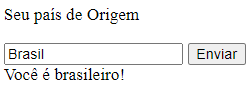 Seu país de Origem
Brasil Enviar
Você é brasileiro!